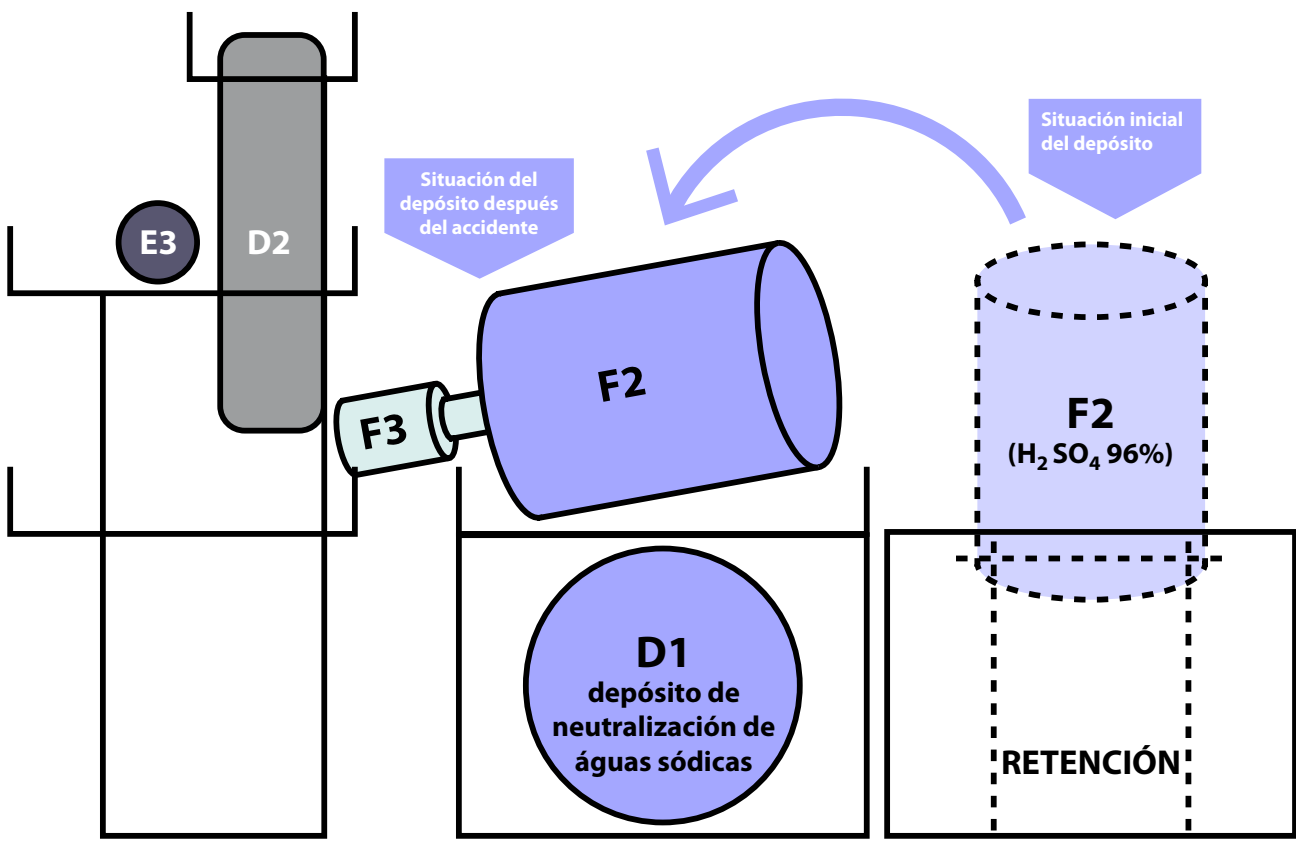 Situación inicial
del depósito
Situación del
depósito después
del accidente
E3
D2
F2
F3
F2
(H₂ SO₄ 96%)
D1
depósito de
neutralización de
águas sódicas
RETENCIÓN